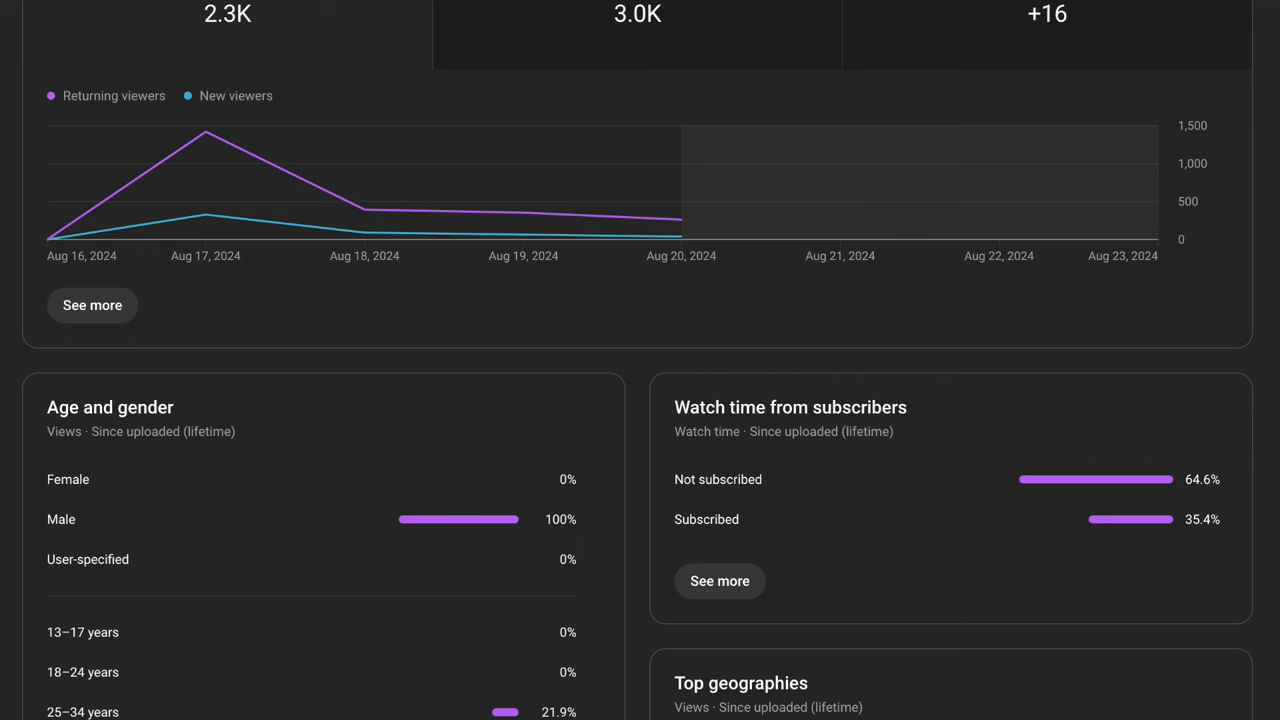 2.3K 3.0K +16
Returning viewers New viewers
1,500
1,000
500
0
Aug 16, 2024 Aug 17, 2024 Aug 18, 2024 Aug 19, 2024 Aug 20, 2024 Aug 21, 2024 Aug 22, 2024 Aug 23, 2024
See more
Age and gender
Views · Since uploaded (lifetime)
Female 0%
Male 100%
User-specified 0%
13–17 years 0%
18–24 years 0%
25–34 years 21.9%
Watch time from subscribers
Watch time · Since uploaded (lifetime)
Not subscribed 64.6%
Subscribed 35.4%
See more
Top geographies
Views · Since uploaded (lifetime)